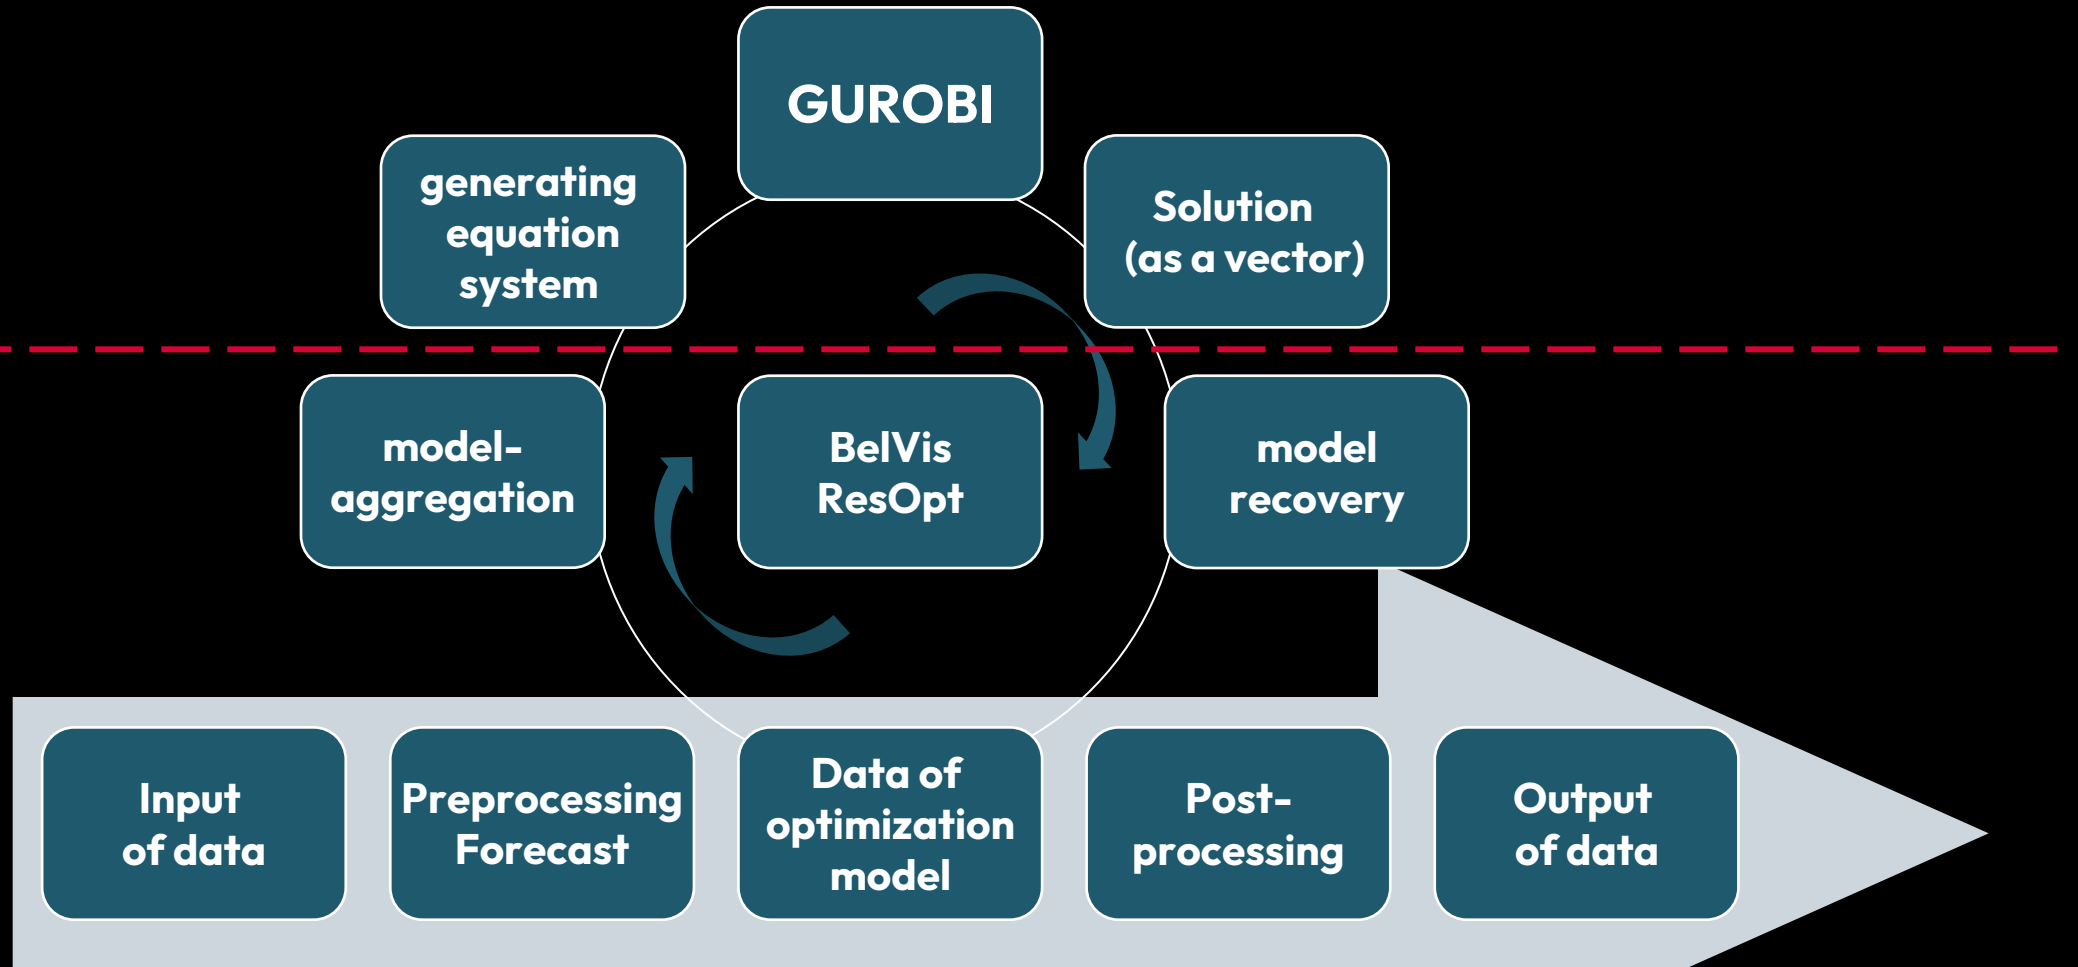 GUROBI
generating
equation
system
Solution
(as a vector)
model-
aggregation
BelVis
ResOpt
model
recovery
Input
of data
Preprocessing
Forecast
Data of
optimization
model
Post-
processing
Output
of data